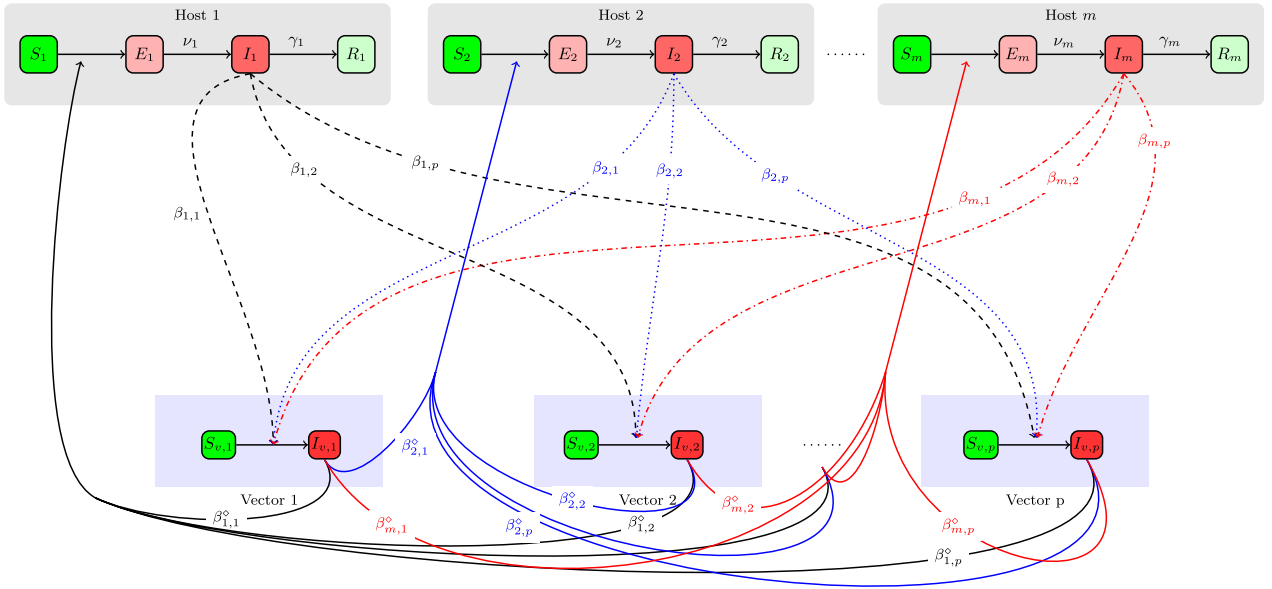 Host 1
Host 2
Host m
S₁ E₁ I₁ R₁
ν₁ γ₁
S₂ E₂ I₂ R₂
ν₂ γ₂
......
Sₘ Eₘ Iₘ Rₘ
νₘ γₘ
β₁,₁
β₁,₂
β₁,ₚ
β₂,₁
β₂,₂
β₂,ₚ
βₘ,₁
βₘ,₂
βₘ,ₚ
Sᵥ,₁ Iᵥ,₁
Sᵥ,₂ Iᵥ,₂
......
Sᵥ,ₚ Iᵥ,ₚ
Vector 1
Vector 2
Vector p
β⋄₂,₁
β⋄₁,₁
βₘ,₁
β⋄₂,₂
β⋄₂,ₚ
β⋄₁,₂
β⋄ₘ,₂
β⋄ₘ,ₚ
β⋄₁,ₚ